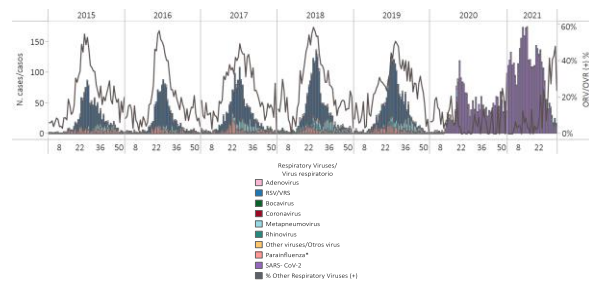 2015 2016 2017 2018 2019 2020 2021
150 60%
100 40%
50 20%
0 0%
N. cases/casos
ORV/OVR (+) %
8 22 36 50 8 22 36 50 8 22 36 50 8 22 36 50 8 22 36 50 8 22 36 50 8 22
Respiratory Viruses/
Virus respiratorio
Adenovirus
RSV/VRS
Bocavirus
Coronavirus
Metapneumovirus
Rhinovirus
Other viruses/Otros virus
Parainfluenza*
SARS- CoV-2
% Other Respiratory Viruses (+)